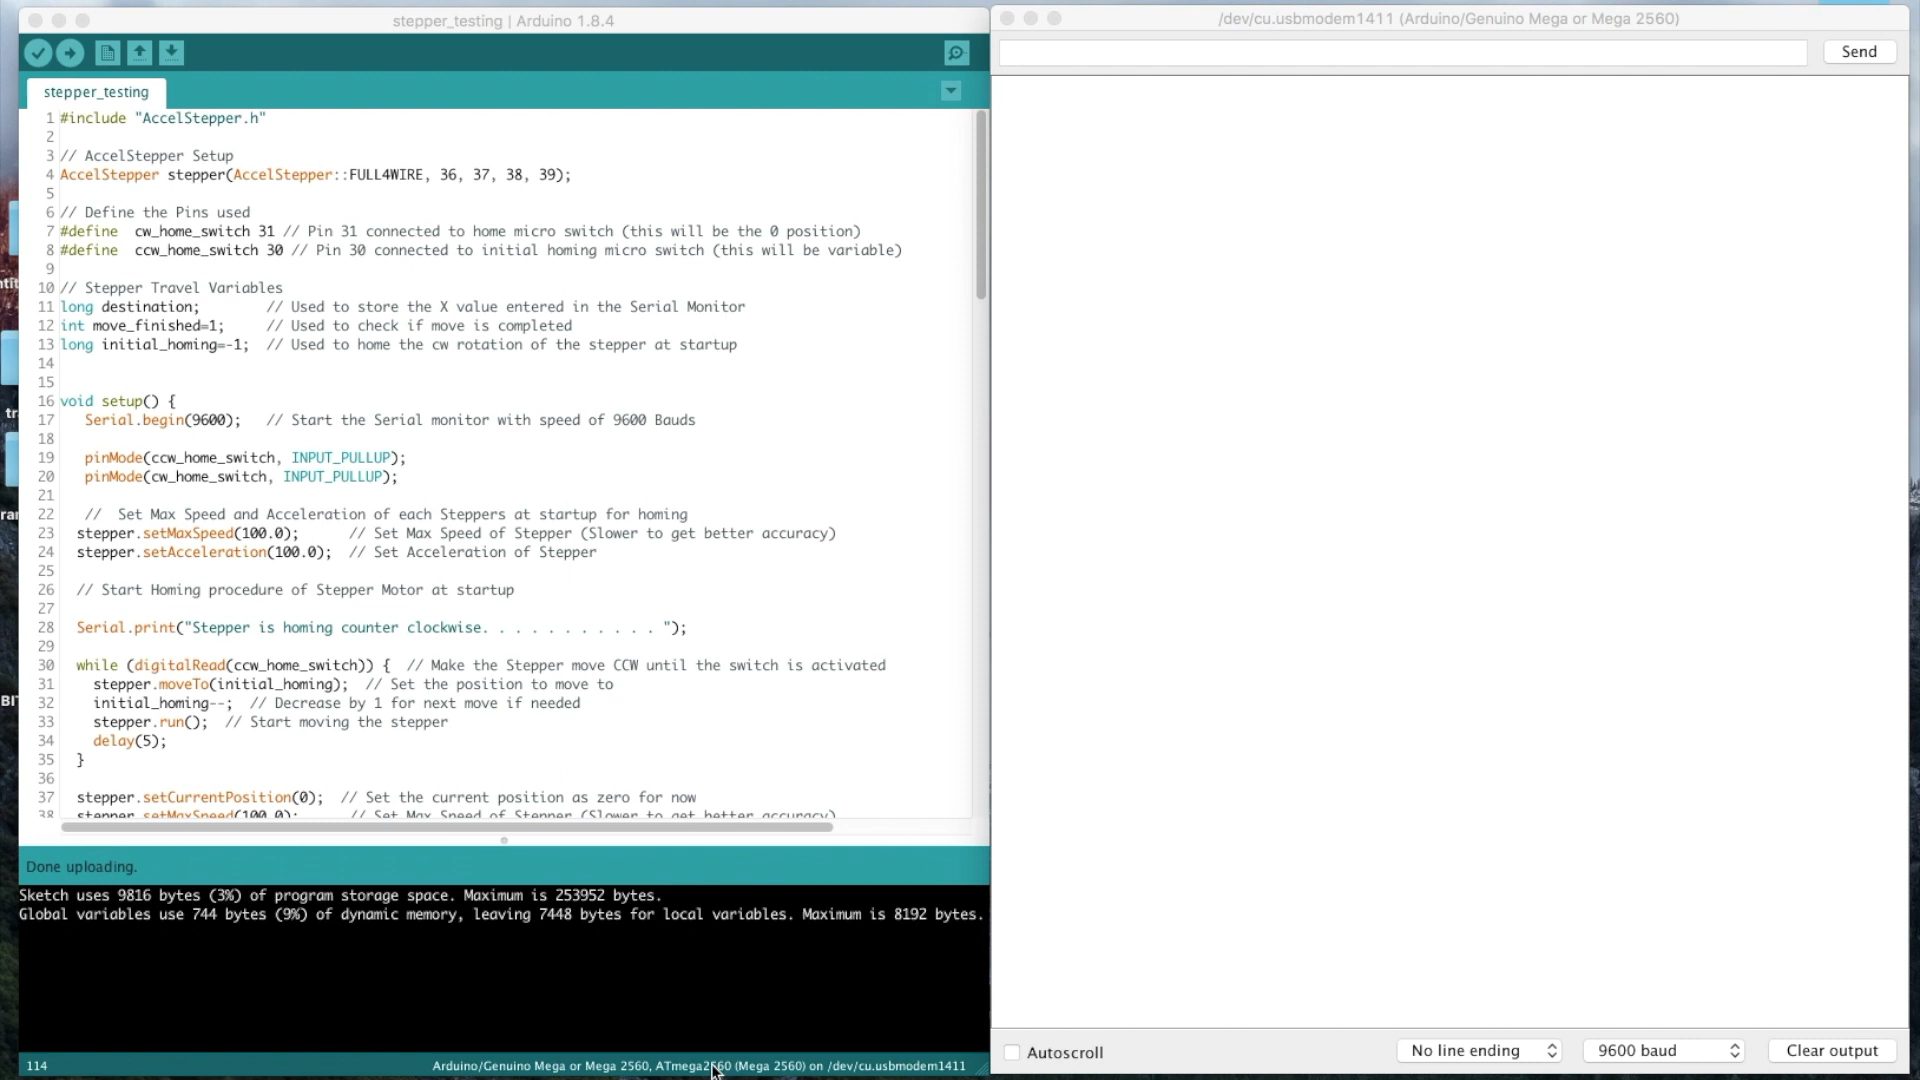 stepper_testing | Arduino 1.8.4
stepper_testing
1 #include "AccelStepper.h"
2
3 // AccelStepper Setup
4 AccelStepper stepper(AccelStepper::FULL4WIRE, 36, 37, 38, 39);
5
6 // Define the Pins used
7 #define  cw_home_switch 31 // Pin 31 connected to home micro switch (this will be the 0 position)
8 #define  ccw_home_switch 30 // Pin 30 connected to initial homing micro switch (this will be variable)
9
10 // Stepper Travel Variables
11 long destination;        // Used to store the X value entered in the Serial Monitor
12 int move_finished=1;     // Used to check if move is completed
13 long initial_homing=-1;  // Used to home the cw rotation of the stepper at startup
14
15
16 void setup() {
17    Serial.begin(9600);   // Start the Serial monitor with speed of 9600 Bauds
18
19    pinMode(ccw_home_switch, INPUT_PULLUP);
20    pinMode(cw_home_switch, INPUT_PULLUP);
21
22    //  Set Max Speed and Acceleration of each Steppers at startup for homing
23   stepper.setMaxSpeed(100.0);      // Set Max Speed of Stepper (Slower to get better accuracy)
24   stepper.setAcceleration(100.0);  // Set Acceleration of Stepper
25
26   // Start Homing procedure of Stepper Motor at startup
27
28   Serial.print("Stepper is homing counter clockwise. . . . . . . . . . . ");
29
30   while (digitalRead(ccw_home_switch)) {  // Make the Stepper move CCW until the switch is activated
31     stepper.moveTo(initial_homing);  // Set the position to move to
32     initial_homing--;  // Decrease by 1 for next move if needed
33     stepper.run();  // Start moving the stepper
34     delay(5);
35   }
36
37   stepper.setCurrentPosition(0);  // Set the current position as zero for now
38   stepper.setMaxSpeed(100.0);      // Set Max Speed of Stepper (Slower to get better accuracy)
Done uploading.
Sketch uses 9816 bytes (3%) of program storage space. Maximum is 253952 bytes.
Global variables use 744 bytes (9%) of dynamic memory, leaving 7448 bytes for local variables. Maximum is 8192 bytes.
114
Arduino/Genuino Mega or Mega 2560, ATmega2560 (Mega 2560) on /dev/cu.usbmodem1411
/dev/cu.usbmodem1411 (Arduino/Genuino Mega or Mega 2560)
Send
Autoscroll
No line ending
9600 baud
Clear output